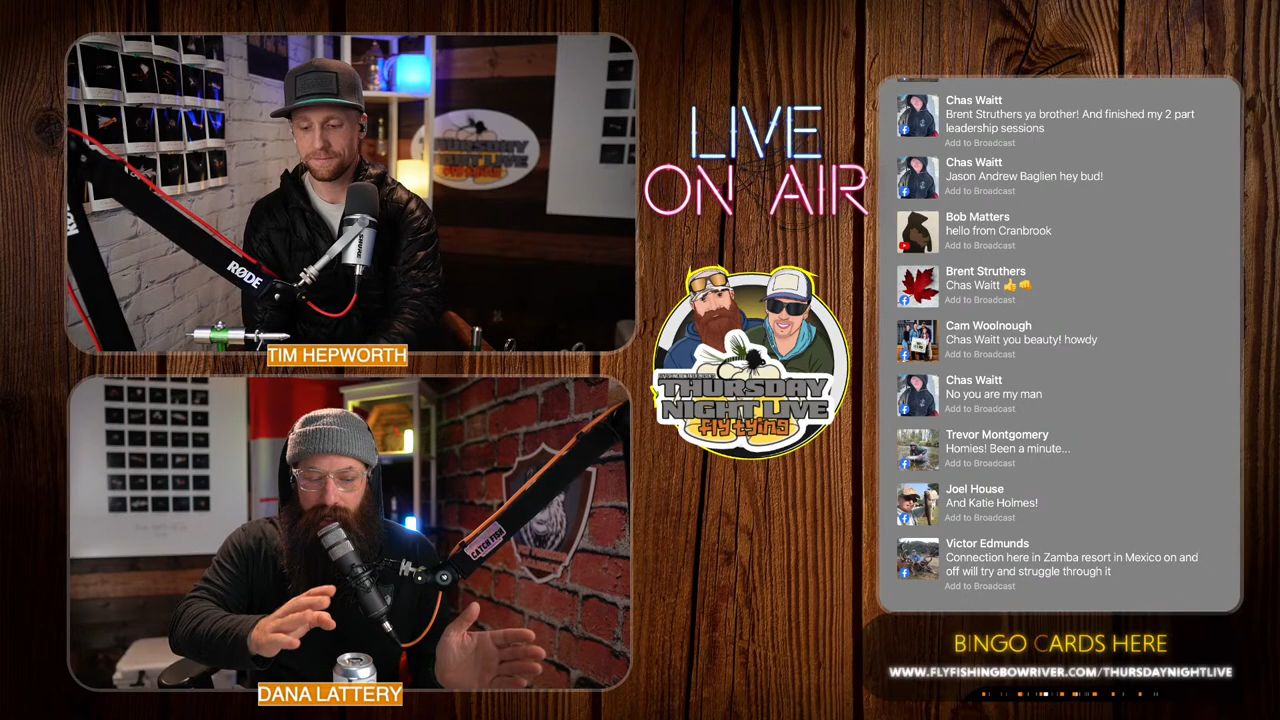 THURSDAY
NIGHT LIVE
RØDE
SHURE
TIM HEPWORTH
CATCH FISH
DANA LATTERY
LIVE
ON AIR
THURSDAY
NIGHT LIVE
fly tying
Chas Waitt
Brent Struthers ya brother! And finished my 2 part
leadership sessions
Add to Broadcast
Chas Waitt
Jason Andrew Baglien hey bud!
Add to Broadcast
Bob Matters
hello from Cranbrook
Add to Broadcast
Brent Struthers
Chas Waitt 👍👊
Add to Broadcast
Cam Woolnough
Chas Waitt you beauty! howdy
Add to Broadcast
Chas Waitt
No you are my man
Add to Broadcast
Trevor Montgomery
Homies! Been a minute...
Add to Broadcast
Joel House
And Katie Holmes!
Add to Broadcast
Victor Edmunds
Connection here in Zamba resort in Mexico on and
off will try and struggle through it
Add to Broadcast
BINGO CARDS HERE
WWW.FLYFISHINGBOWRIVER.COM/THURSDAYNIGHTLIVE